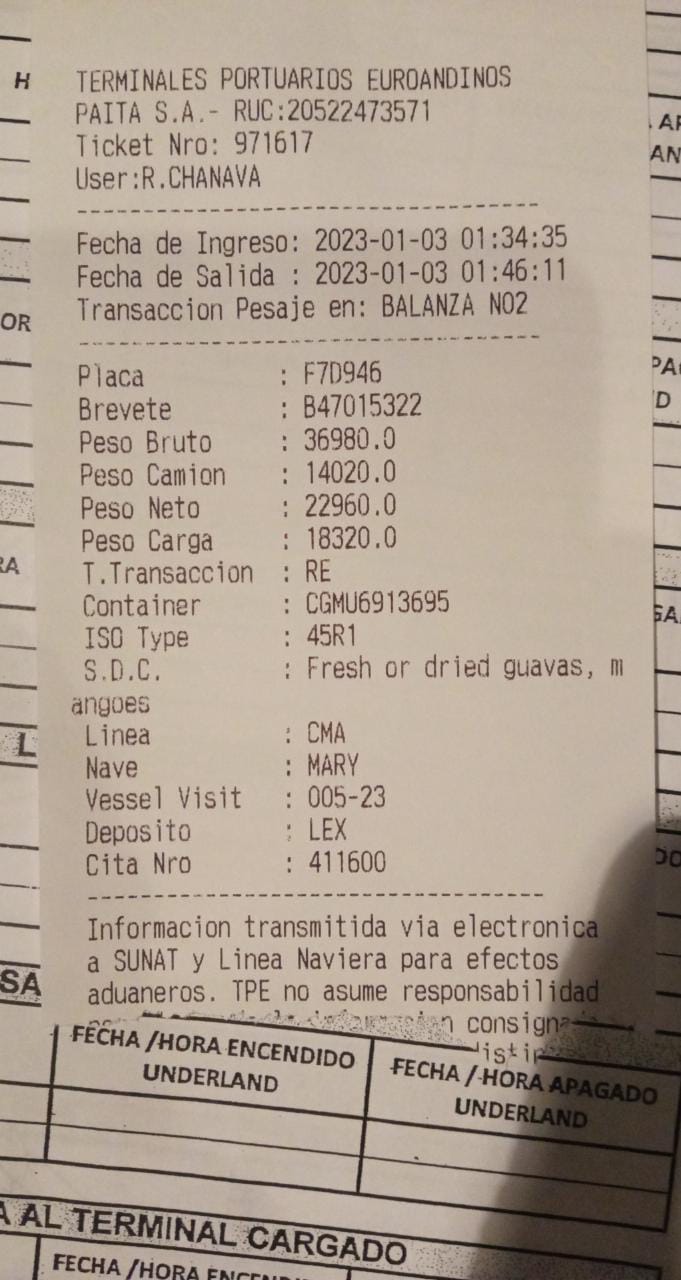 TERMINALES PORTUARIOS EUROANDINOS
PAITA S.A.- RUC:20522473571
Ticket Nro: 971617
User:R.CHANAVA
Fecha de Ingreso: 2023-01-03 01:34:35
Fecha de Salida : 2023-01-03 01:46:11
Transaccion Pesaje en: BALANZA NO2
Placa : F7D946
Brevete : B47015322
Peso Bruto : 36980.0
Peso Camion : 14020.0
Peso Neto : 22960.0
Peso Carga : 18320.0
T.Transaccion : RE
Container : CGMU6913695
ISO Type : 45R1
S.D.C. : Fresh or dried guavas, m
angoes
Linea : CMA
Nave : MARY
Vessel Visit : 005-23
Deposito : LEX
Cita Nro : 411600
Informacion transmitida via electronica
a SUNAT y Linea Naviera para efectos
aduaneros. TPE no asume responsabilidad
FECHA /HORA ENCENDIDO
UNDERLAND
FECHA /HORA APAGADO
UNDERLAND
AL TERMINAL CARGADO
FECHA /HORA